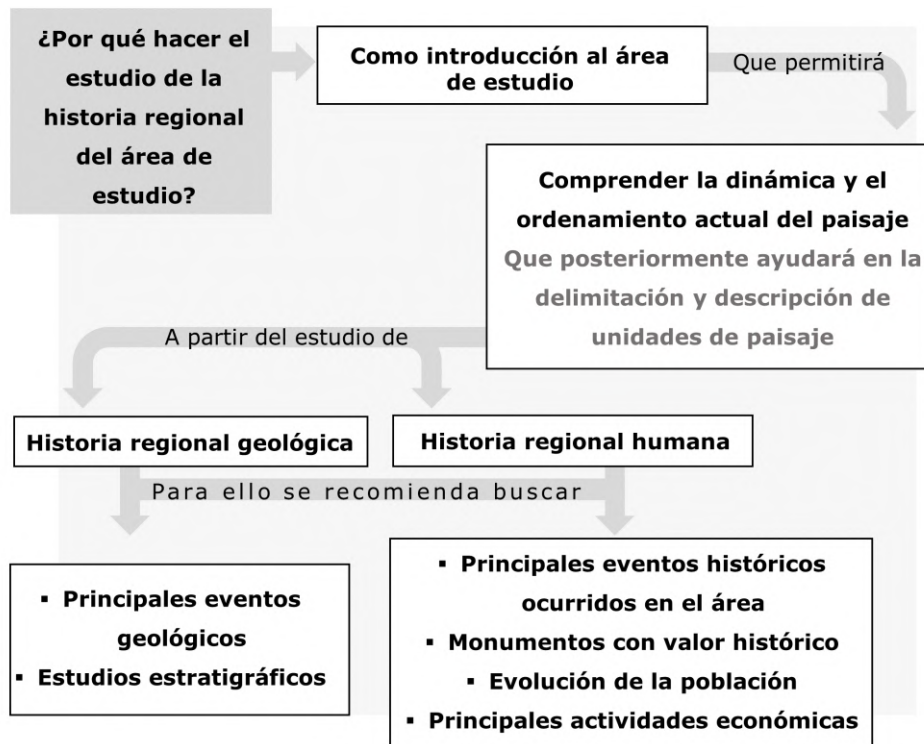 ¿Por qué hacer el
estudio de la
historia regional
del área de
estudio?
Como introducción al área
de estudio
Que permitirá
Comprender la dinámica y el
ordenamiento actual del paisaje
Que posteriormente ayudará en la
delimitación y descripción de
unidades de paisaje
A partir del estudio de
Historia regional geológica
Historia regional humana
Para ello se recomienda buscar
▪ Principales eventos
geológicos
▪ Estudios estratigráficos
▪ Principales eventos históricos
ocurridos en el área
▪ Monumentos con valor histórico
▪ Evolución de la población
▪ Principales actividades económicas